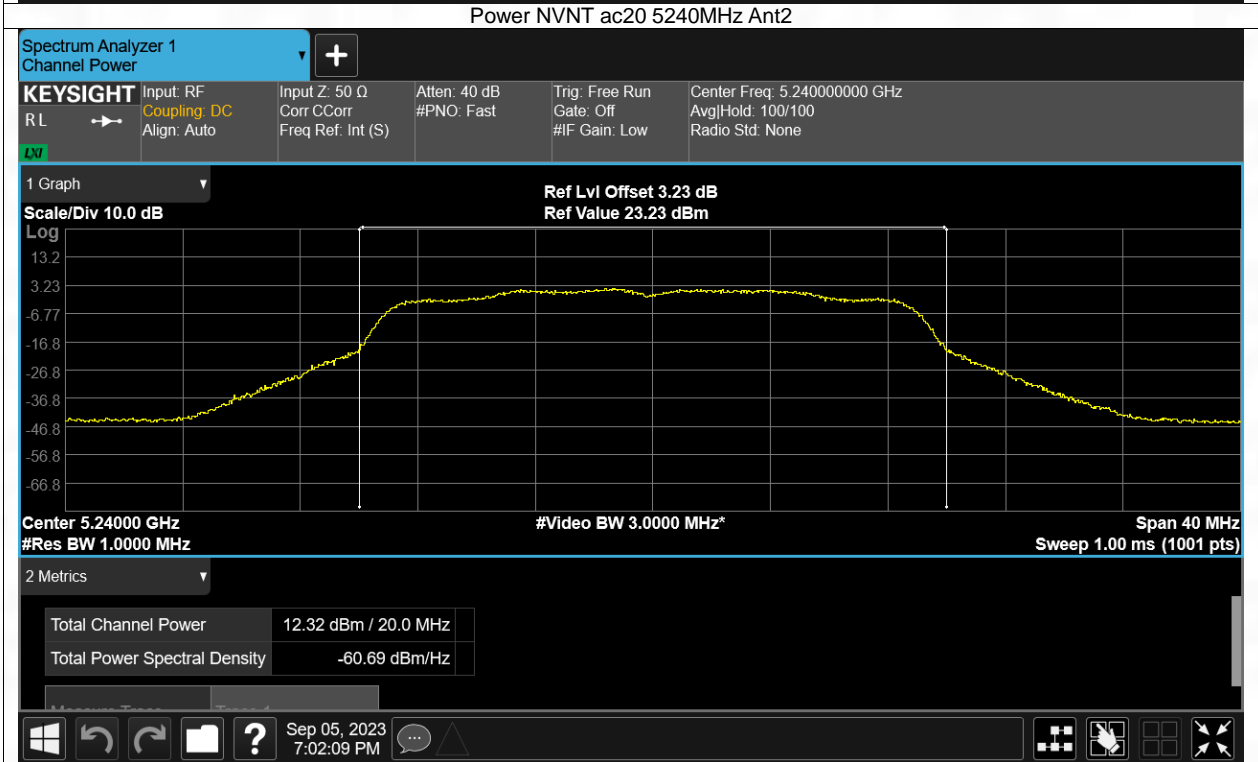 Power NVNT ac20 5240MHz Ant2
Spectrum Analyzer 1
Channel Power
KEYSIGHT
RL
LXI
Input: RF
Coupling: DC
Align: Auto
Input Z: 50 Ω
Corr CCorr
Freq Ref: Int (S)
Atten: 40 dB
#PNO: Fast
Trig: Free Run
Gate: Off
#IF Gain: Low
Center Freq: 5.240000000 GHz
Avg|Hold: 100/100
Radio Std: None
1 Graph
Scale/Div 10.0 dB
Ref Lvl Offset 3.23 dB
Ref Value 23.23 dBm
Log
13.2
3.23
-6.77
-16.8
-26.8
-36.8
-46.8
-56.8
-66.8
Center 5.24000 GHz
#Video BW 3.0000 MHz*
Span 40 MHz
#Res BW 1.0000 MHz
Sweep 1.00 ms (1001 pts)
2 Metrics
Total Channel Power 12.32 dBm / 20.0 MHz
Total Power Spectral Density -60.69 dBm/Hz
?
Sep 05, 2023
7:02:09 PM